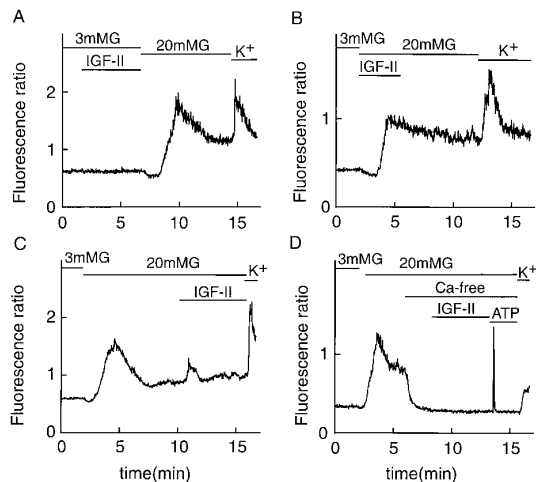 A
3mMG
20mMG
K+
IGF-II
Fluorescence ratio
2
1
0
0
5
10
15
B
3mMG
20mMG
K+
IGF-II
Fluorescence ratio
2
1
0
0
5
10
15
C
3mMG
20mMG
K+
IGF-II
Fluorescence ratio
2
1
0
0
5
10
15
time(min)
D
3mMG
20mMG
K+
Ca-free
IGF-II
ATP
Fluorescence ratio
1
0
0
5
10
15
time(min)